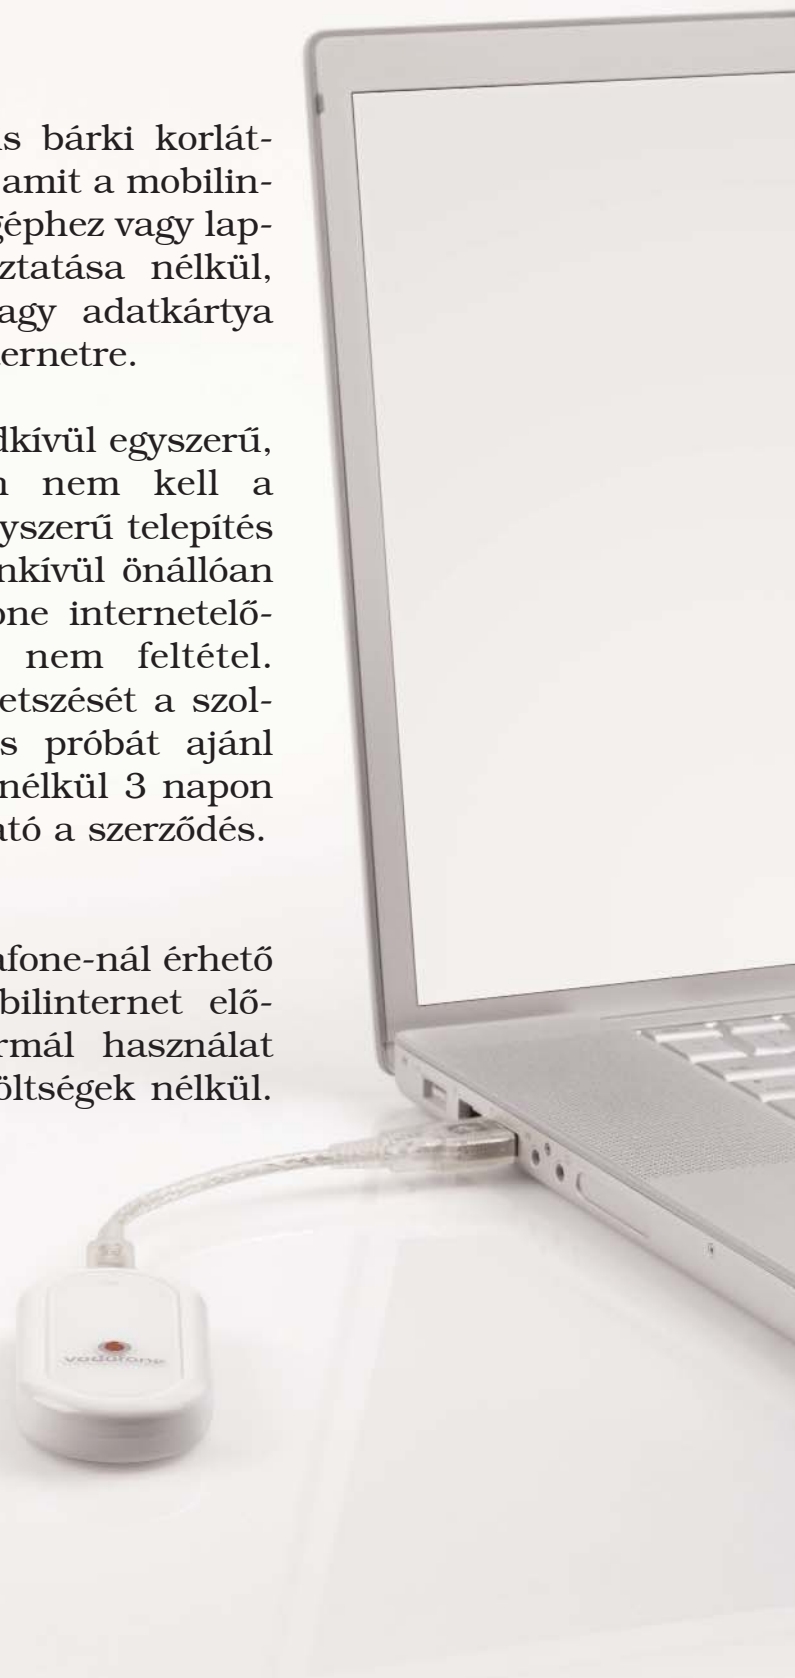 s bárki korlát-
amit a mobilin-
géphez vagy lap-
ztatása nélkül,
agy adatkártya
ternetre.
dkívül egyszerű,
n nem kell a
yszerű telepítés
nkívül önállóan
one internetelő-
nem feltétel.
etszését a szol-
s próbát ajánl
nélkül 3 napon
ató a szerződés.
afone-nál érhető
bilinternet elő-
rmál használat
öltségek nélkül.
vodafone